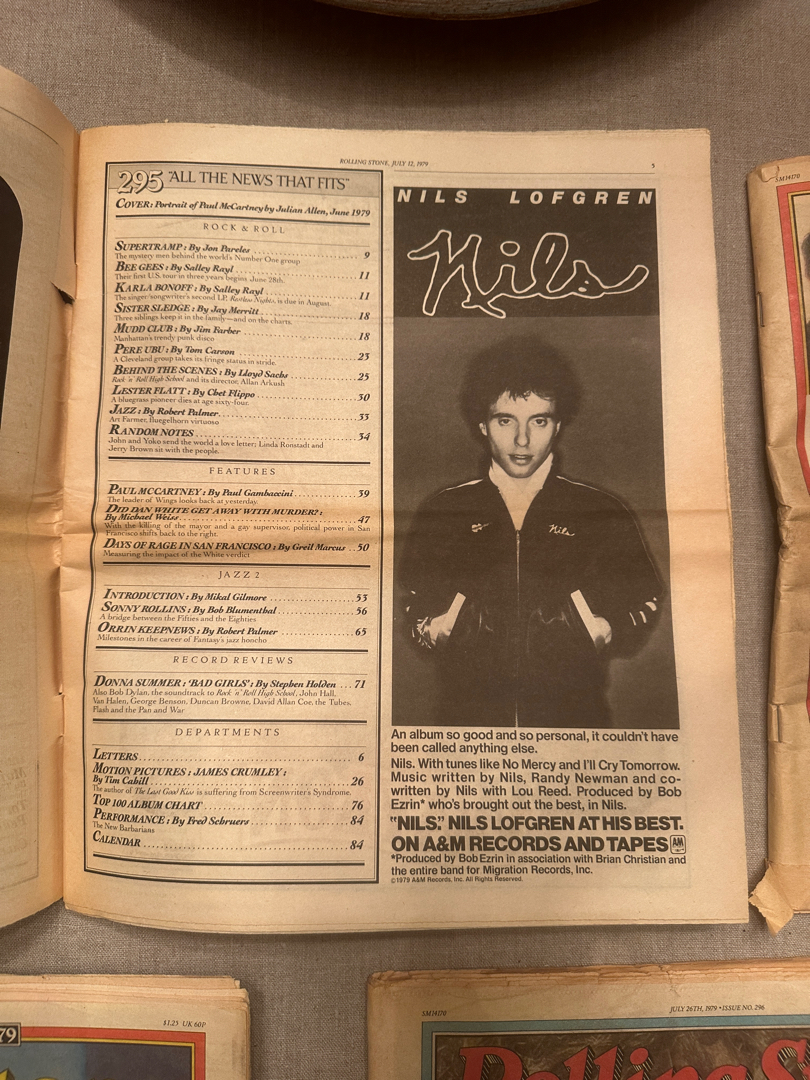 ROLLING STONE, JULY 12, 1979
5
295 "ALL THE NEWS THAT FITS"
COVER: Portrait of Paul McCartney by Julian Allen, June 1979
ROCK & ROLL
SUPERTRAMP: By Jon Pareles 9
The mystery men behind the world's Number One group
BEE GEES: By Salley Rayl 11
Their first U.S. tour in three years begins June 28th.
KARLA BONOFF: By Salley Rayl 11
The singer/songwriter's second LP, Restless Nights, is due in August.
SISTER SLEDGE: By Jay Merritt 18
Three siblings keep it in the family—and on the charts.
MUDD CLUB: By Jim Farber 18
Manhattan's trendy punk disco
PERE UBU: By Tom Carson 23
A Cleveland group takes its fringe status in stride.
BEHIND THE SCENES: By Lloyd Sachs 25
Rock 'n' Roll High School and its director, Allan Arkush
LESTER FLATT: By Chet Flippo 30
A bluegrass pioneer dies at age sixty-four.
JAZZ: By Robert Palmer 33
Art Farmer, fluegelhorn virtuoso
RANDOM NOTES 34
John and Yoko send the world a love letter; Linda Ronstadt and
Jerry Brown sit with the people.
FEATURES
PAUL MCCARTNEY: By Paul Gambaccini 39
The leader of Wings looks back at yesterday.
DID DAN WHITE GET AWAY WITH MURDER?:
By Michael Weiss 47
With the killing of the mayor and a gay supervisor, political power in San
Francisco shifts back to the right.
DAYS OF RAGE IN SAN FRANCISCO: By Greil Marcus 50
Measuring the impact of the White verdict
JAZZ 2
INTRODUCTION: By Mikal Gilmore 53
SONNY ROLLINS: By Bob Blumenthal 56
A bridge between the Fifties and the Eighties
ORRIN KEEPNEWS: By Robert Palmer 65
Milestones in the career of Fantasy's jazz honcho
RECORD REVIEWS
DONNA SUMMER: 'BAD GIRLS': By Stephen Holden 71
Also Bob Dylan, the soundtrack to Rock 'n' Roll High School, John Hall,
Van Halen, George Benson, Duncan Browne, David Allan Coe, the Tubes,
Flash and the Pan and War
DEPARTMENTS
LETTERS 6
MOTION PICTURES: JAMES CRUMLEY:
By Tim Cahill 26
The author of The Last Good Kiss is suffering from Screenwriter's Syndrome.
TOP 100 ALBUM CHART 76
PERFORMANCE: By Fred Schruers 84
The New Barbarians
CALENDAR 84
NILS LOFGREN
Nils
Nils
An album so good and so personal, it couldn't have
been called anything else.
Nils. With tunes like No Mercy and I'll Cry Tomorrow.
Music written by Nils, Randy Newman and co-
written by Nils with Lou Reed. Produced by Bob
Ezrin* who's brought out the best, in Nils.
"NILS." NILS LOFGREN AT HIS BEST.
ON A&M RECORDS AND TAPES AM
*Produced by Bob Ezrin in association with Brian Christian and
the entire band for Migration Records, Inc.
©1979 A&M Records, Inc. All Rights Reserved.
SM14170
79
$1.25 UK 60P
SM14170
JULY 26TH, 1979 • ISSUE NO. 296
Rolling S